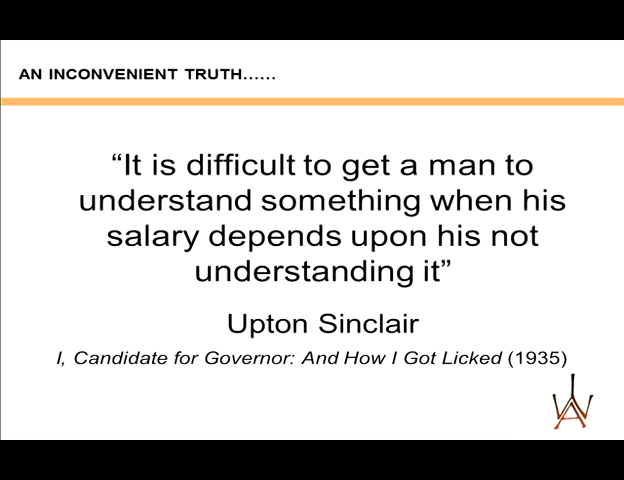 AN INCONVENIENT TRUTH……
“It is difficult to get a man to
understand something when his
salary depends upon his not
understanding it”
Upton Sinclair
I, Candidate for Governor: And How I Got Licked (1935)